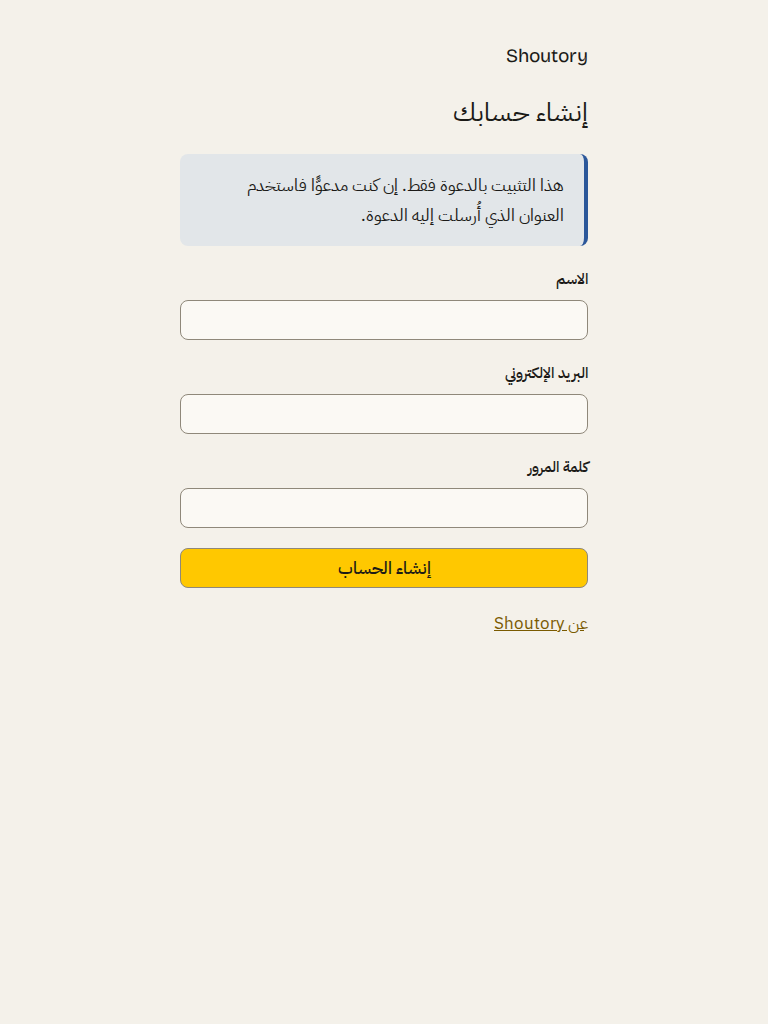 Shoutory
إنشاء حسابك
هذا التثبيت بالدعوة فقط. إن كنت مدعوًّا فاستخدم
العنوان الذي أُرسلت إليه الدعوة.
الاسم
البريد الإلكتروني
كلمة المرور
إنشاء الحساب
عن Shoutory